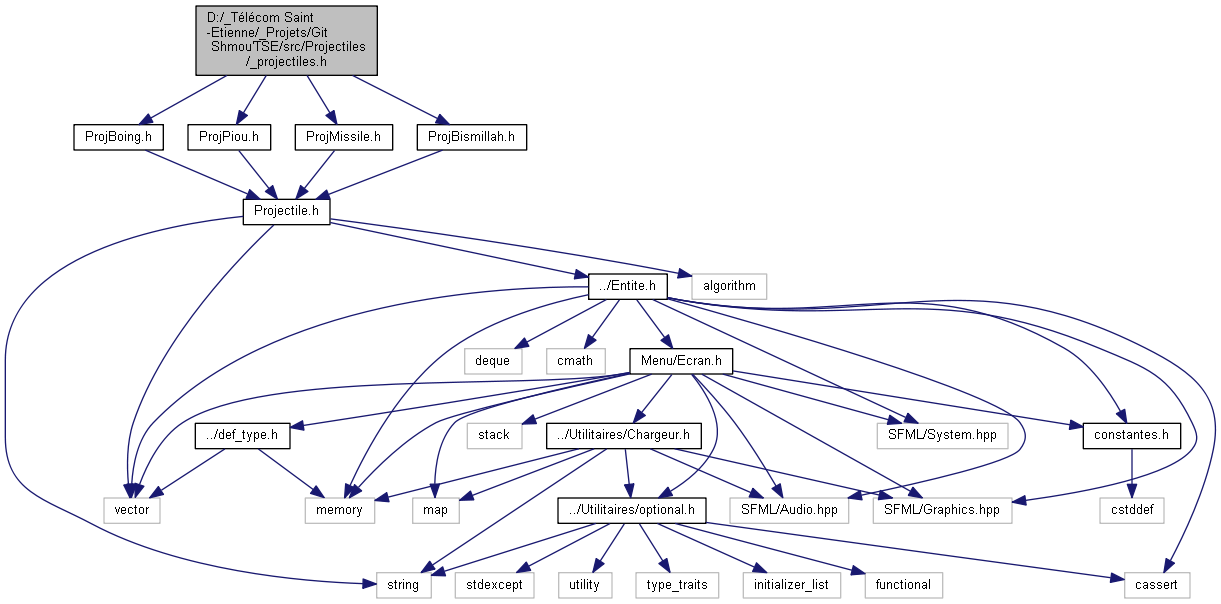 D:/_Télécom Saint
-Etienne/_Projets/Git
Shmou'TSE/src/Projectiles
/_projectiles.h
ProjBoing.h
ProjPiou.h
ProjMissile.h
ProjBismillah.h
Projectile.h
../Entite.h
algorithm
deque
cmath
Menu/Ecran.h
../def_type.h
stack
../Utilitaires/Chargeur.h
SFML/System.hpp
constantes.h
vector
memory
map
../Utilitaires/optional.h
SFML/Audio.hpp
SFML/Graphics.hpp
cstddef
string
stdexcept
utility
type_traits
initializer_list
functional
cassert